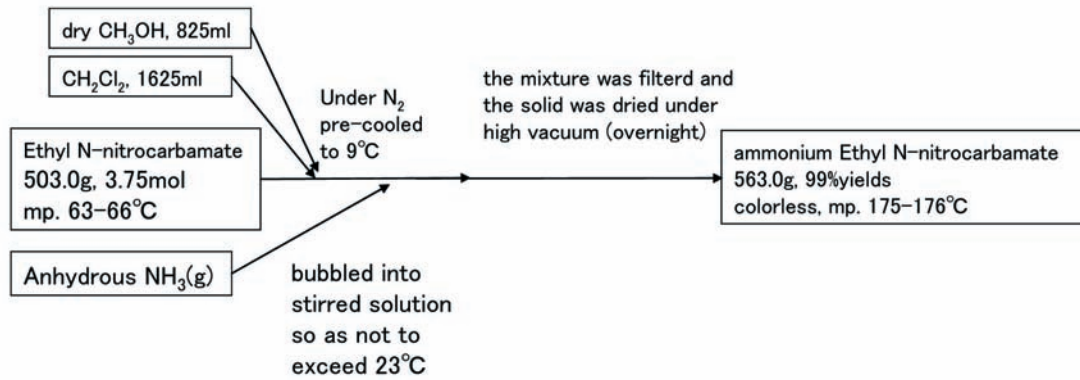 dry CH₃OH, 825ml
CH₂Cl₂, 1625ml
Ethyl N-nitrocarbamate
503.0g, 3.75mol
mp. 63-66℃
Anhydrous NH₃(g)
Under N₂
pre-cooled
to 9℃
bubbled into
stirred solution
so as not to
exceed 23℃
the mixture was filterd and
the solid was dried under
high vacuum (overnight)
ammonium Ethyl N-nitrocarbamate
563.0g, 99%yields
colorless, mp. 175-176℃